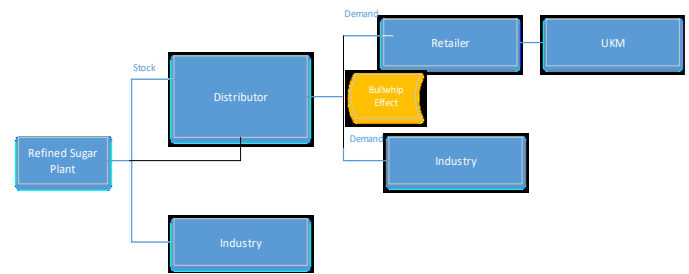 Demand
Retailer
UKM
Stock
Distributor
Bullwhip
Effect
Demand
Refined Sugar
Plant
Industry
Industry